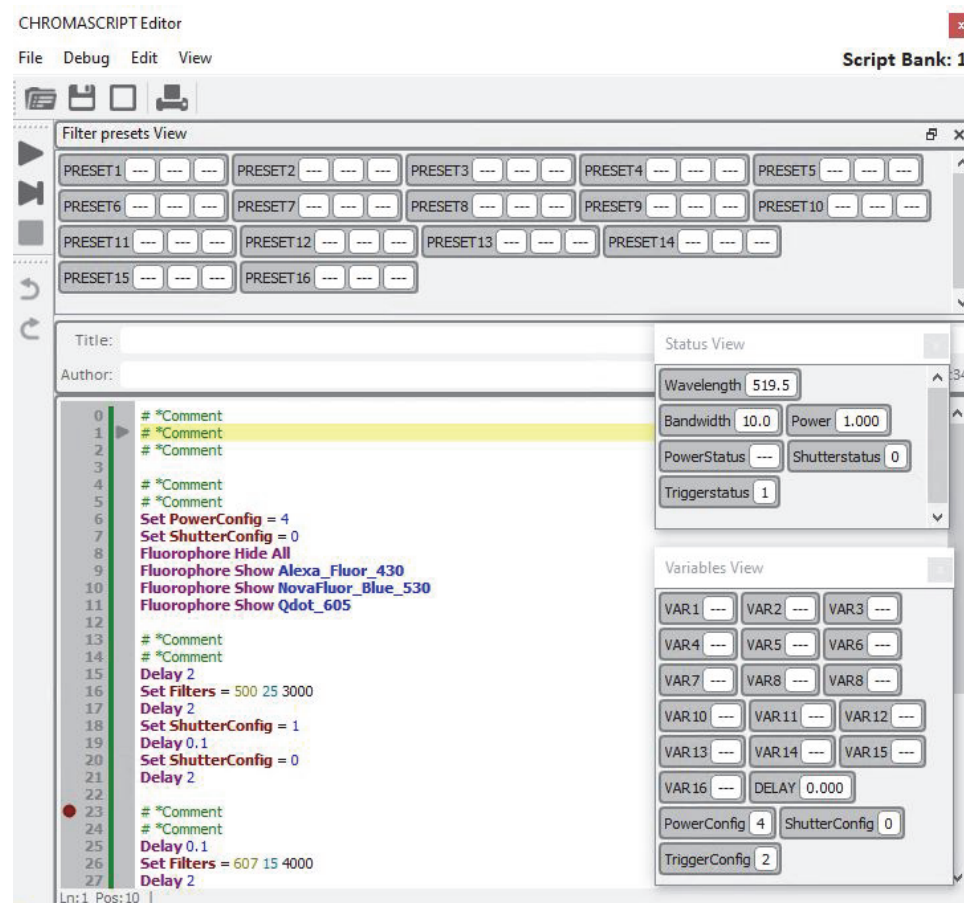 CHROMASCRIPT Editor
x
File Debug Edit View
Script Bank: 1
Filter presets View
PRESET1 --- --- --- PRESET2 --- --- --- PRESET3 --- --- --- PRESET4 --- --- --- PRESET5 --- --- ---
PRESET6 --- --- --- PRESET7 --- --- --- PRESET8 --- --- --- PRESET9 --- --- --- PRESET10 --- --- ---
PRESET11 --- --- --- PRESET12 --- --- --- PRESET13 --- --- --- PRESET14 --- --- ---
PRESET15 --- --- --- PRESET16 --- --- ---
Title:
Author:
:34
0 # *Comment
1 # *Comment
2 # *Comment
3
4 # *Comment
5 # *Comment
6 Set PowerConfig = 4
7 Set ShutterConfig = 0
8 Fluorophore Hide All
9 Fluorophore Show Alexa_Fluor_430
10 Fluorophore Show NovaFluor_Blue_530
11 Fluorophore Show Qdot_605
12
13 # *Comment
14 # *Comment
15 Delay 2
16 Set Filters = 500 25 3000
17 Delay 2
18 Set ShutterConfig = 1
19 Delay 0.1
20 Set ShutterConfig = 0
21 Delay 2
22
23 # *Comment
24 # *Comment
25 Delay 0.1
26 Set Filters = 607 15 4000
27 Delay 2
Ln:1 Pos:10 |
Status View
Wavelength 519.5
Bandwidth 10.0 Power 1.000
PowerStatus --- Shutterstatus 0
Triggerstatus 1
Variables View
VAR1 --- VAR2 --- VAR3 ---
VAR4 --- VAR5 --- VAR6 ---
VAR7 --- VAR8 --- VAR8 ---
VAR10 --- VAR11 --- VAR12 ---
VAR13 --- VAR14 --- VAR15 ---
VAR16 --- DELAY 0.000
PowerConfig 4 ShutterConfig 0
TriggerConfig 2